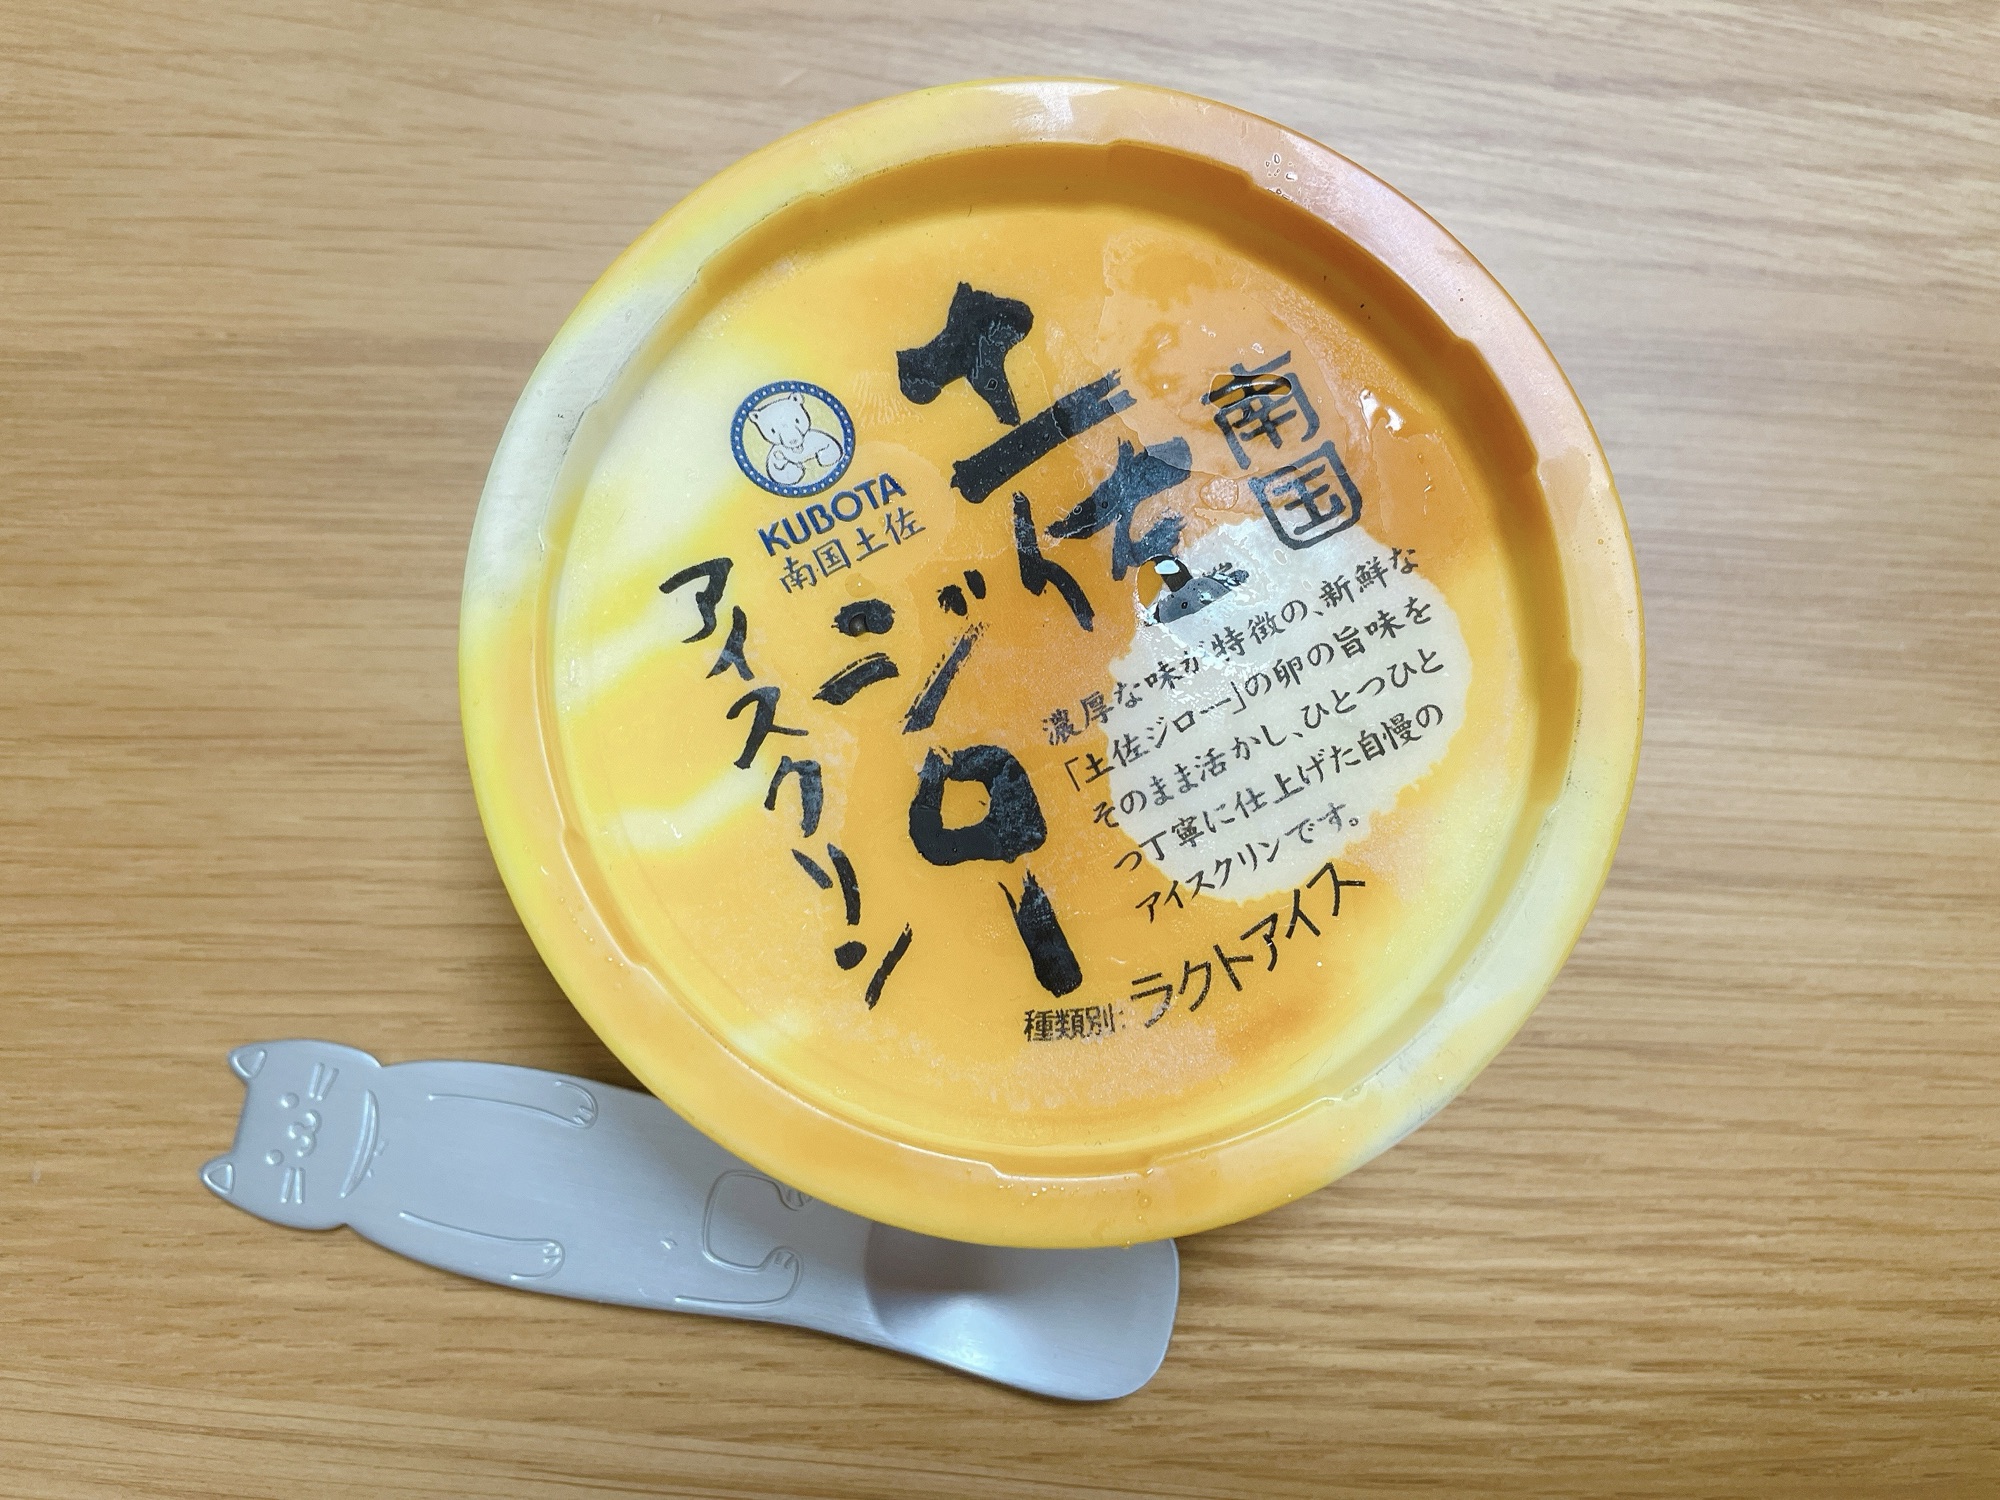 南国
土佐ジロー
アイスクリン
KUBOTA
南国土佐
濃厚な味が特徴の、新鮮な
「土佐ジロー」の卵の旨味を
そのまま活かし、ひとつひと
つ丁寧に仕上げた自慢の
アイスクリンです。
種類別:ラクトアイス